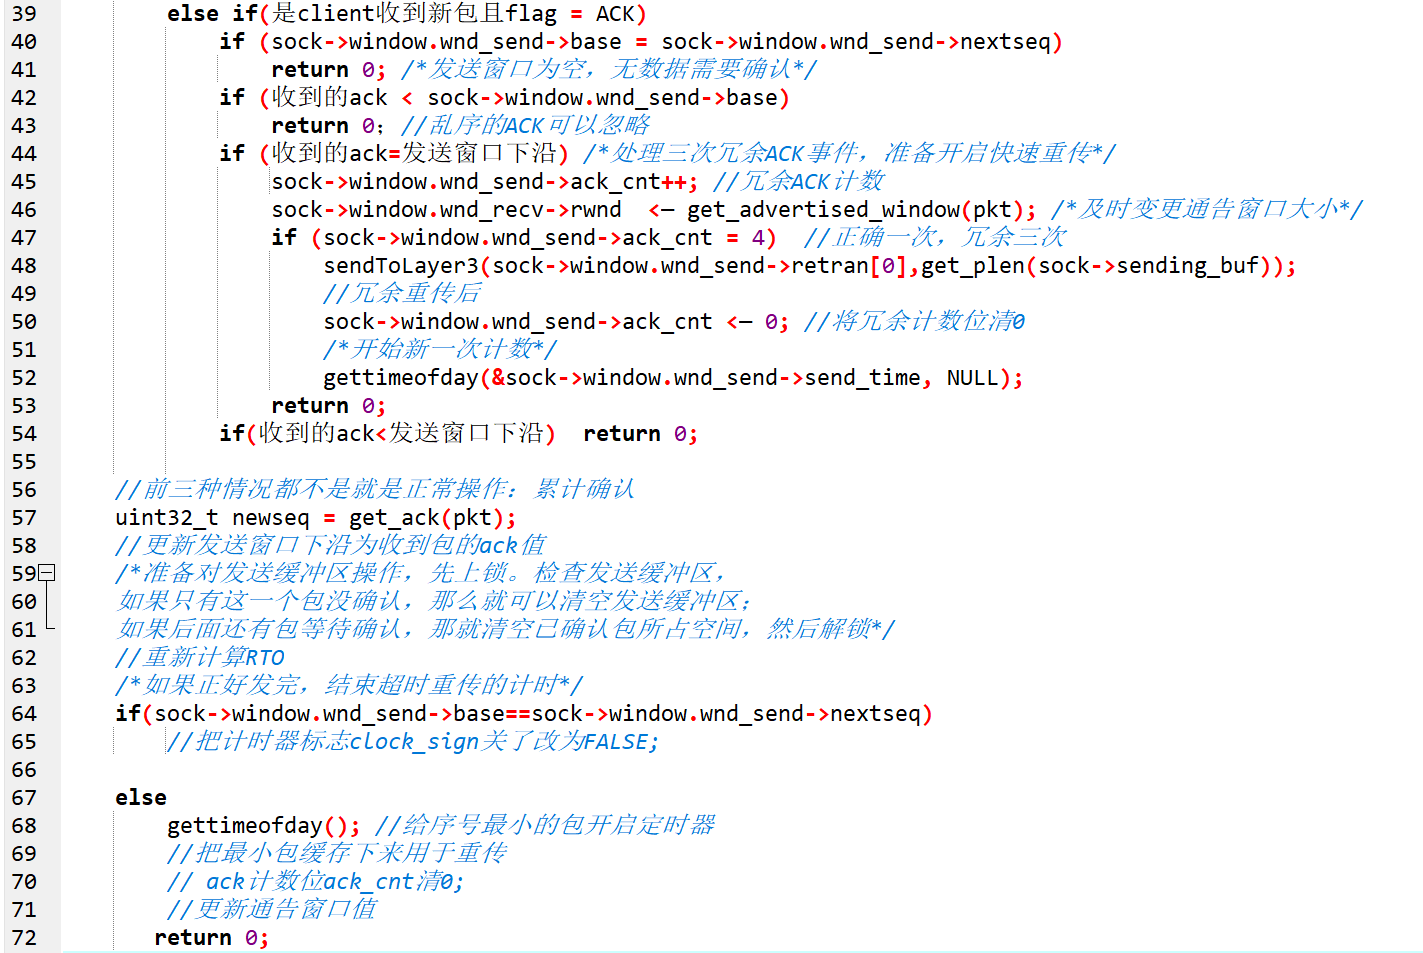 39 else if(是client收到新包且flag = ACK)
40 if (sock->window.wnd_send->base = sock->window.wnd_send->nextseq)
41 return 0; /*发送窗口为空，无数据需要确认*/
42 if (收到的ack < sock->window.wnd_send->base)
43 return 0；//乱序的ACK可以忽略
44 if (收到的ack=发送窗口下沿) /*处理三次冗余ACK事件，准备开启快速重传*/
45 sock->window.wnd_send->ack_cnt++; //冗余ACK计数
46 sock->window.wnd_recv->rwnd <— get_advertised_window(pkt); /*及时变更通告窗口大小*/
47 if (sock->window.wnd_send->ack_cnt = 4) //正确一次，冗余三次
48 sendToLayer3(sock->window.wnd_send->retran[0],get_plen(sock->sending_buf));
49 //冗余重传后
50 sock->window.wnd_send->ack_cnt <— 0; //将冗余计数位清0
51 /*开始新一次计数*/
52 gettimeofday(&sock->window.wnd_send->send_time, NULL);
53 return 0;
54 if(收到的ack<发送窗口下沿) return 0;
55
56 //前三种情况都不是就是正常操作：累计确认
57 uint32_t newseq = get_ack(pkt);
58 //更新发送窗口下沿为收到包的ack值
59 /*准备对发送缓冲区操作，先上锁。检查发送缓冲区，
60 如果只有这一个包没确认，那么就可以清空发送缓冲区；
61 如果后面还有包等待确认，那就清空已确认包所占空间，然后解锁*/
62 //重新计算RTO
63 /*如果正好发完，结束超时重传的计时*/
64 if(sock->window.wnd_send->base==sock->window.wnd_send->nextseq)
65 //把计时器标志clock_sign关了改为FALSE;
66
67 else
68 gettimeofday(); //给序号最小的包开启定时器
69 //把最小包缓存下来用于重传
70 // ack计数位ack_cnt清0;
71 //更新通告窗口值
72 return 0;